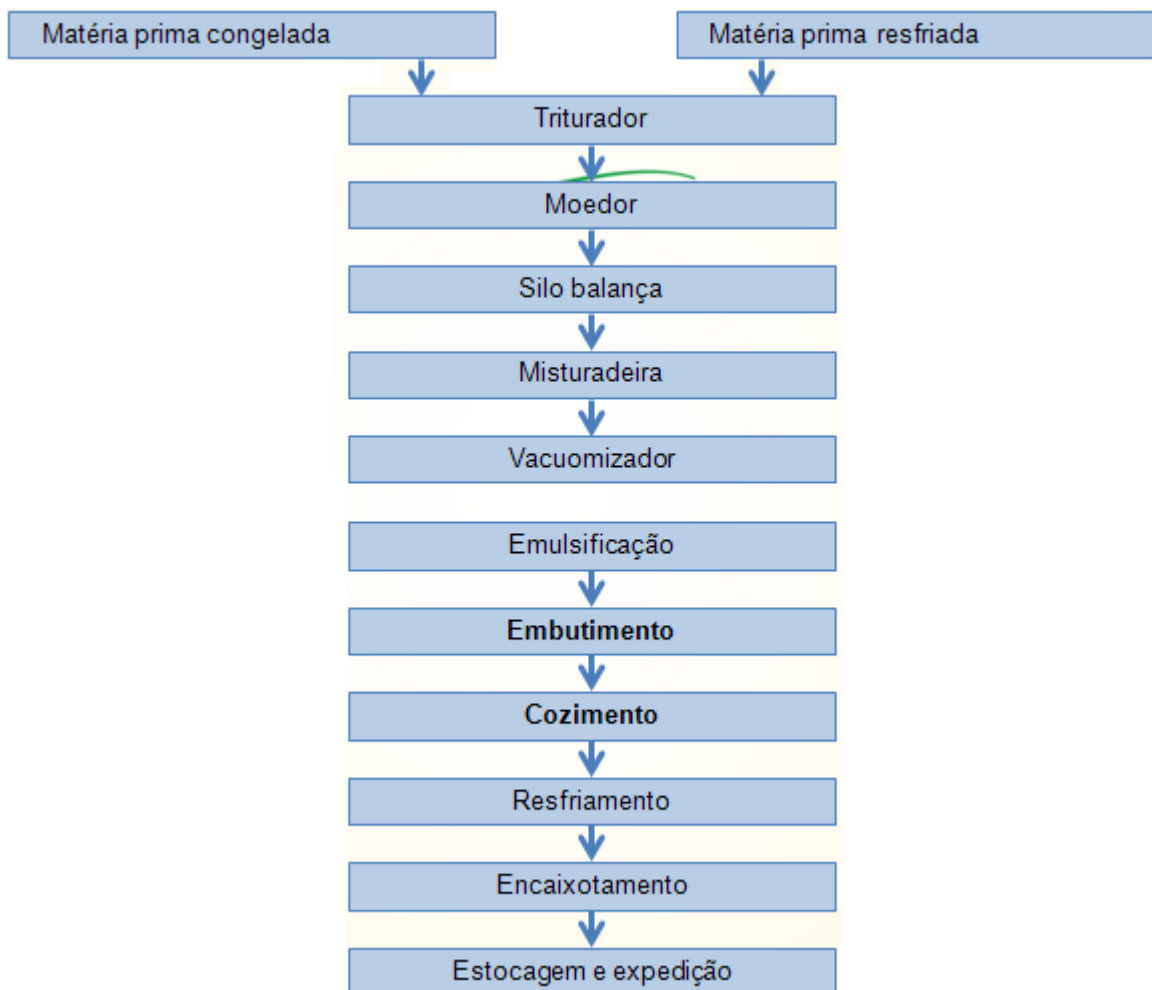 Matéria prima congelada
Matéria prima resfriada
Triturador
Moedor
Silo balança
Misturadeira
Vacuomizador
Emulsificação
Embutimento
Cozimento
Resfriamento
Encaixotamento
Estocagem e expedição